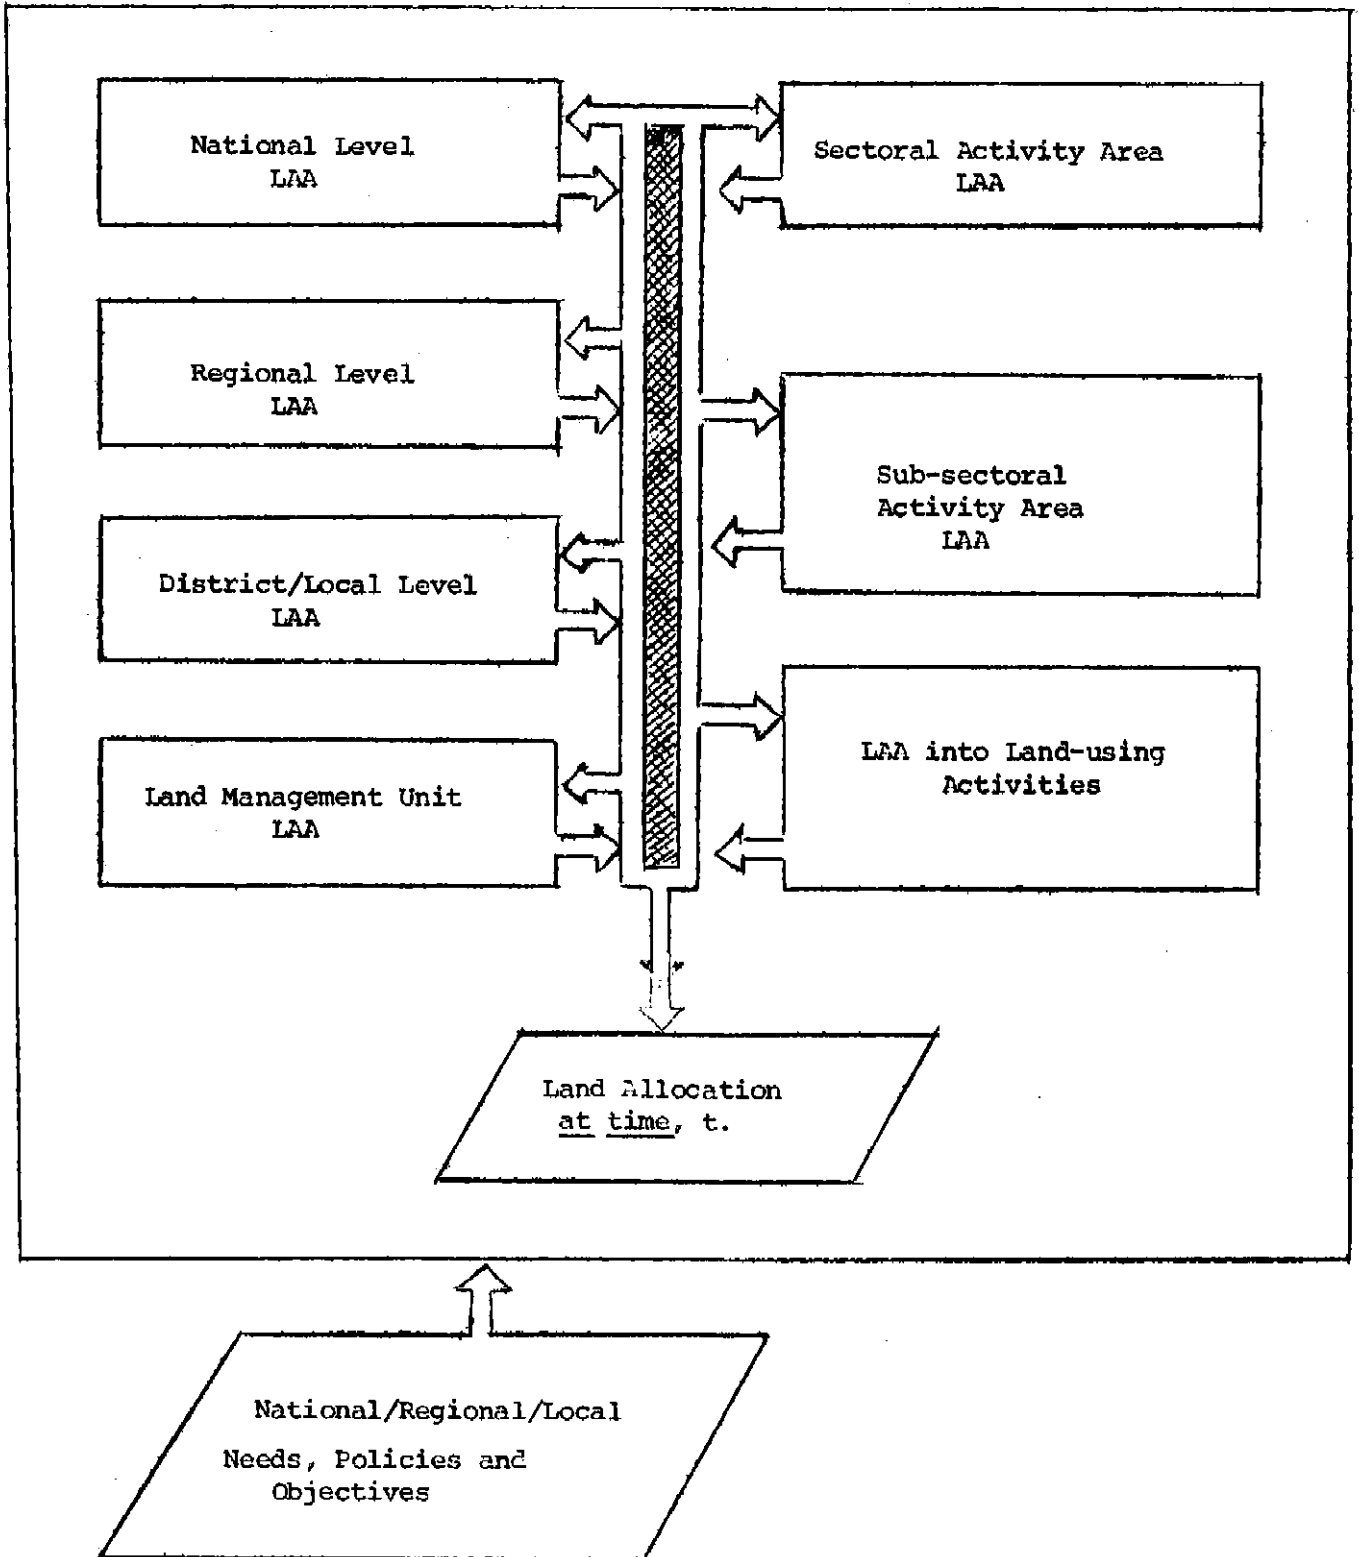 National Level
LAA
Sectoral Activity Area
LAA
Regional Level
LAA
Sub-sectoral
Activity Area
LAA
District/Local Level
LAA
LAA into Land-using
Activities
Land Management Unit
LAA
Land Allocation
at time, t.
National/Regional/Local
Needs, Policies and
Objectives